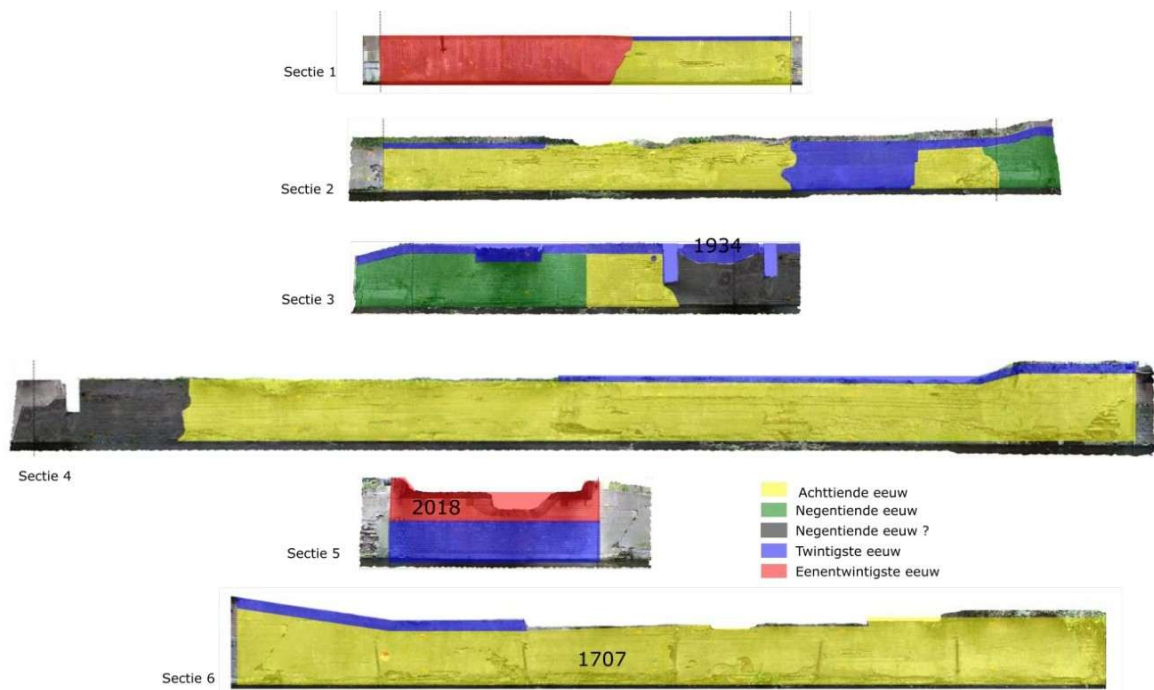 Sectie 1
Sectie 2
1934
Sectie 3
Sectie 4
2018
Sectie 5
Achttiende eeuw
Negentiende eeuw
Negentiende eeuw ?
Twintigste eeuw
Eenentwintigste eeuw
1707
Sectie 6